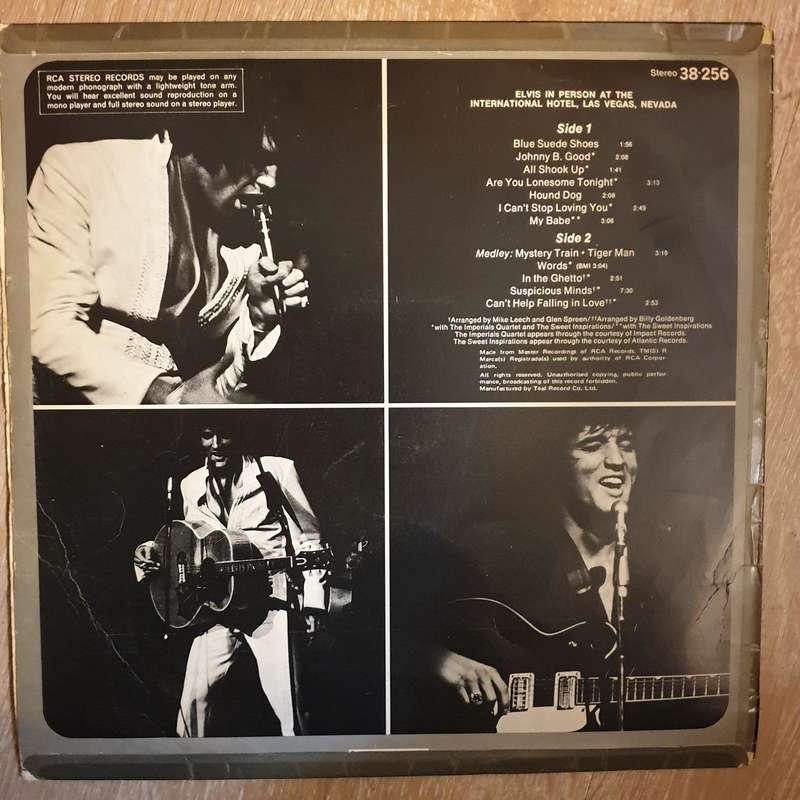 RCA STEREO RECORDS may be played on any
modern phonograph with a lightweight tone arm.
You will hear excellent sound reproduction on a
mono player and full stereo sound on a stereo player.
Stereo 38-256
ELVIS IN PERSON AT THE
INTERNATIONAL HOTEL, LAS VEGAS, NEVADA
Side 1
Blue Suede Shoes 1:56
Johnny B. Good* 2:08
All Shook Up* 1:41
Are You Lonesome Tonight* 3:13
Hound Dog 2:08
I Can't Stop Loving You* 2:49
My Babe** 3:06
Side 2
Medley: Mystery Train • Tiger Man 3:19
Words* (BMI 3:04)
In the Ghetto†* 2:51
Suspicious Minds†* 7:30
Can't Help Falling in Love††* 2:53
†Arranged by Mike Leech and Glen Spreen/††Arranged by Billy Goldenberg
*with The Imperials Quartet and The Sweet Inspirations/**with The Sweet Inspirations
The Imperials Quartet appear through the courtesy of Impact Records.
The Sweet Inspirations appear through the courtesy of Atlantic Records.
Made from Master Recordings of RCA Records, TM(S) R
Marca(s) Registrada(s) used by authority of RCA Corpor-
ation.
All rights reserved. Unauthorised copying, public perfor-
mance, broadcasting of this record forbidden.
Manufactured by Teal Record Co. Ltd.